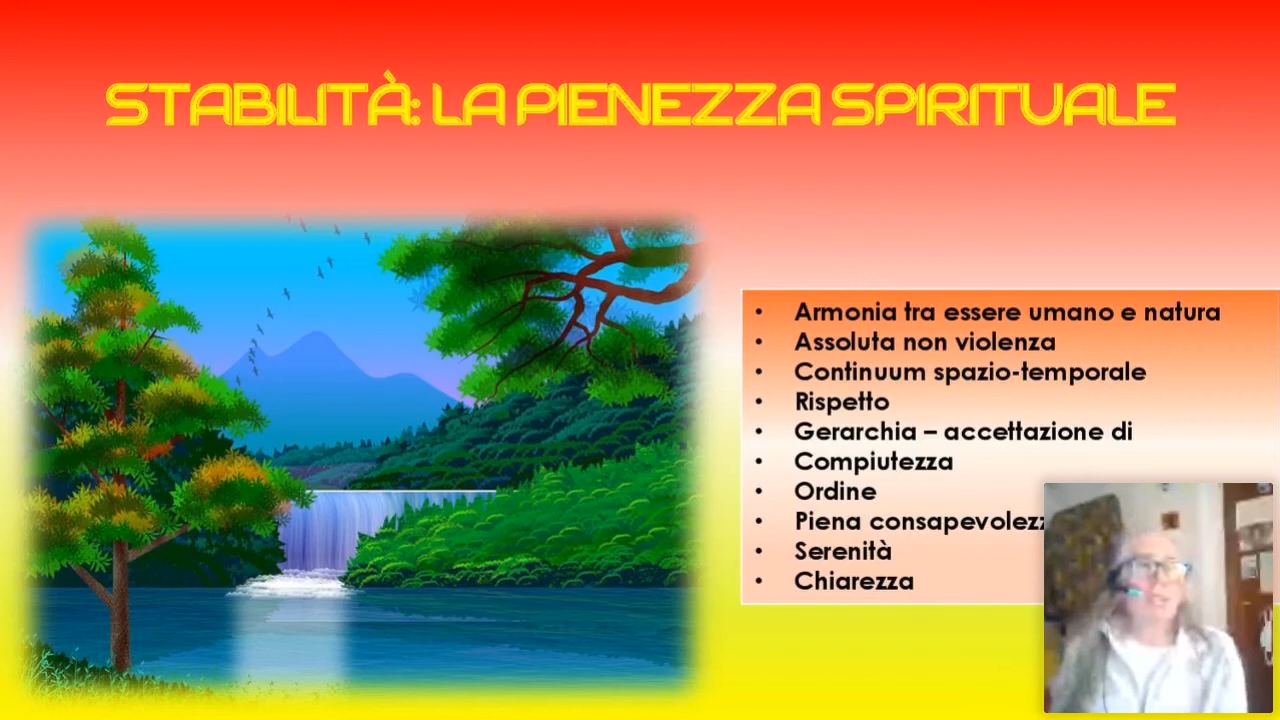 STABILITÀ: LA PIENEZZA SPIRITUALE
• Armonia tra essere umano e natura
• Assoluta non violenza
• Continuum spazio-temporale
• Rispetto
• Gerarchia – accettazione di
• Compiutezza
• Ordine
• Piena
• Serenità
• Chiarezza